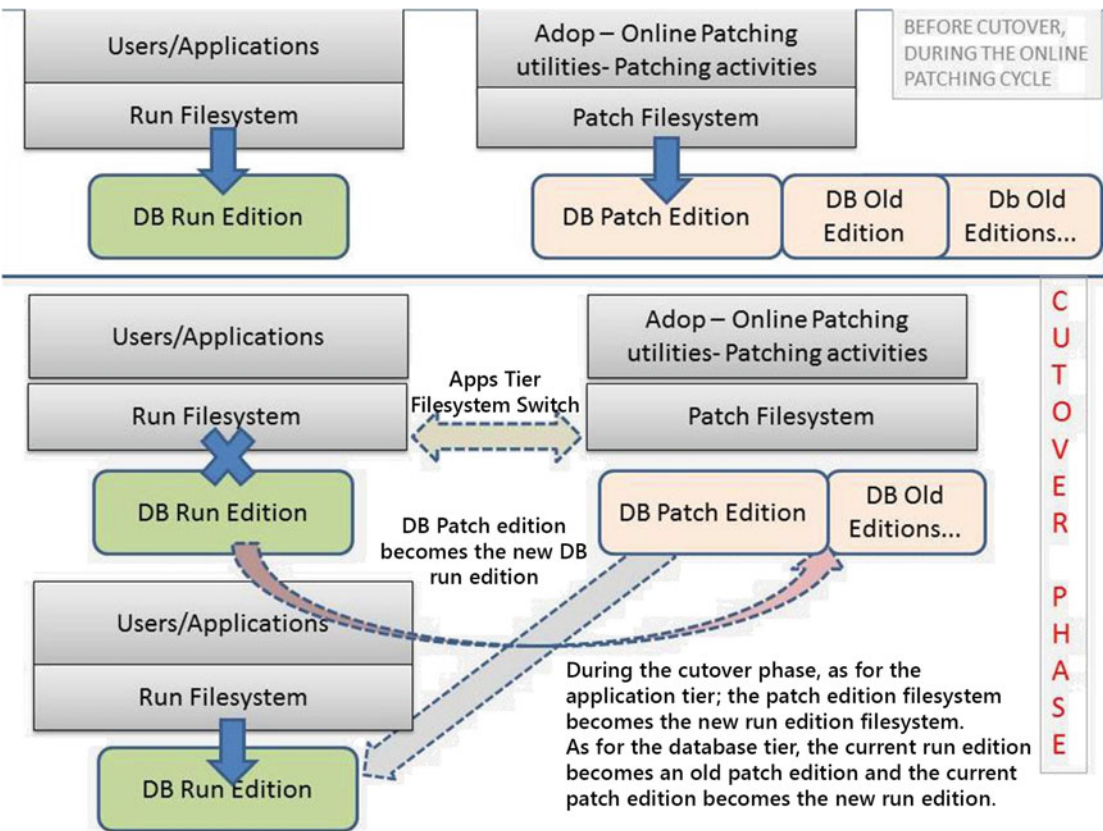 Users/Applications
Run Filesystem
DB Run Edition
Adop – Online Patching
utilities- Patching activities
Patch Filesystem
DB Patch Edition
DB Old
Edition
Db Old
Editions...
BEFORE CUTOVER,
DURING THE ONLINE
PATCHING CYCLE
Users/Applications
Run Filesystem
DB Run Edition
Apps Tier
Filesystem Switch
Adop – Online Patching
utilities- Patching activities
Patch Filesystem
DB Patch Edition
DB Old
Editions...
DB Patch edition
becomes the new DB
run edition
Users/Applications
Run Filesystem
DB Run Edition
During the cutover phase, as for the
application tier; the patch edition filesystem
becomes the new run edition filesystem.
As for the database tier, the current run edition
becomes an old patch edition and the current
patch edition becomes the new run edition.
CUTOVER PHASE